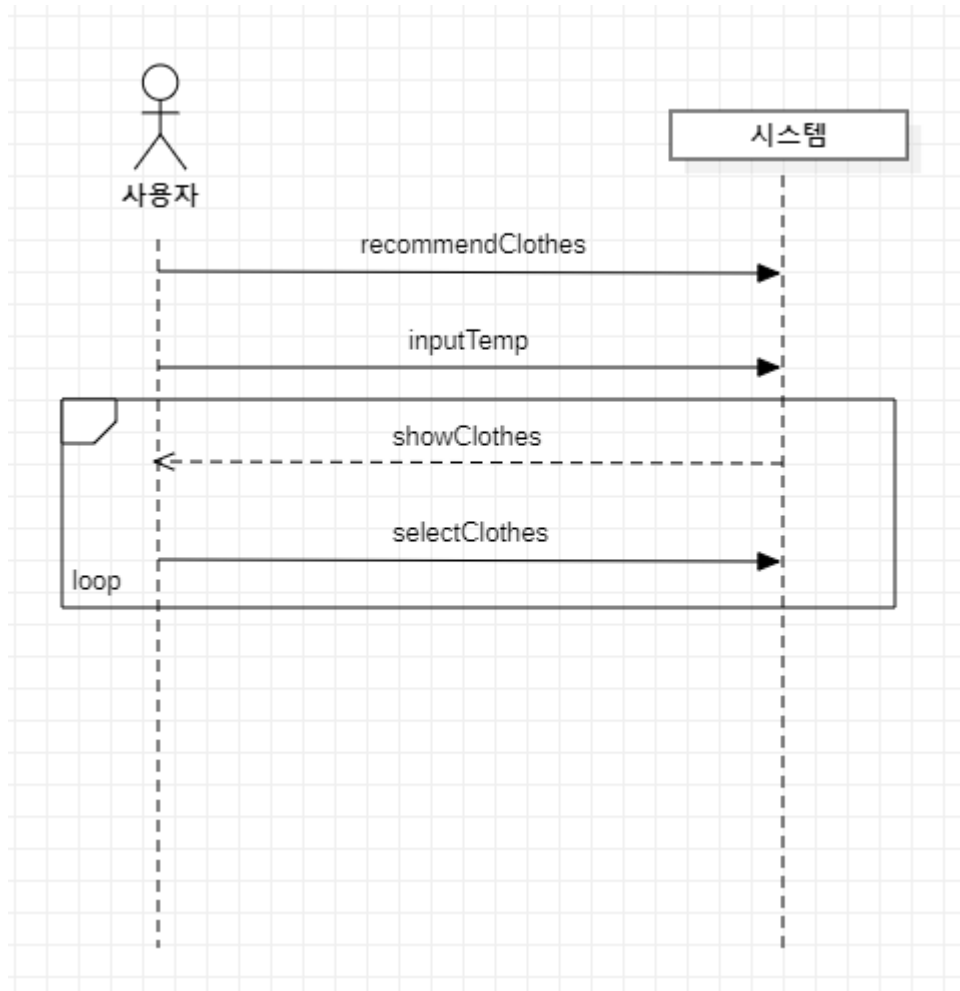 사용자
시스템
recommendClothes
inputTemp
showClothes
selectClothes
loop